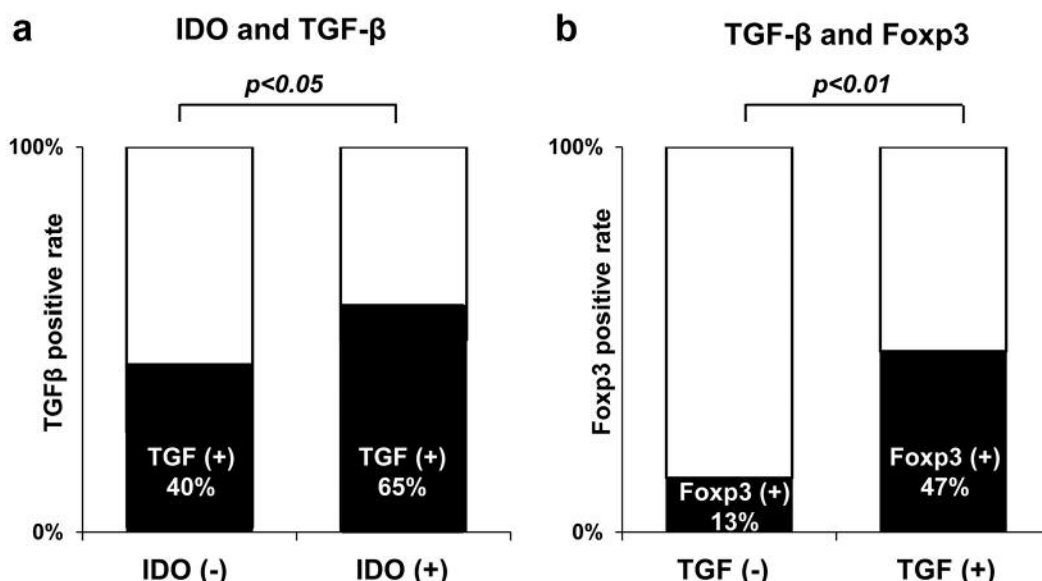 a
IDO and TGF-β
p<0.05
100%
TGFβ positive rate
TGF (+)
40%
TGF (+)
65%
0%
IDO (-)
IDO (+)
b
TGF-β and Foxp3
p<0.01
100%
Foxp3 positive rate
Foxp3 (+)
13%
Foxp3 (+)
47%
0%
TGF (-)
TGF (+)